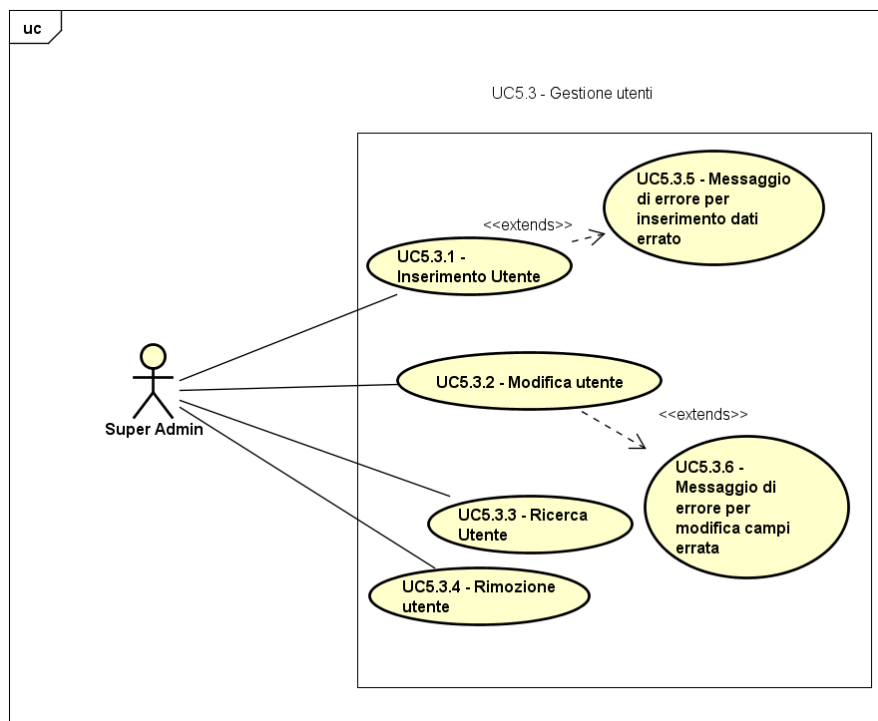 uc
UC5.3 - Gestione utenti
UC5.3.5 - Messaggio
di errore per
inserimento dati
errato
<<extends>>
UC5.3.1 -
Inserimento Utente
UC5.3.2 - Modifica utente
<<extends>>
Super Admin
UC5.3.6 -
Messaggio di
errore per
modifica campi
errata
UC5.3.3 - Ricerca
Utente
UC5.3.4 - Rimozione
utente